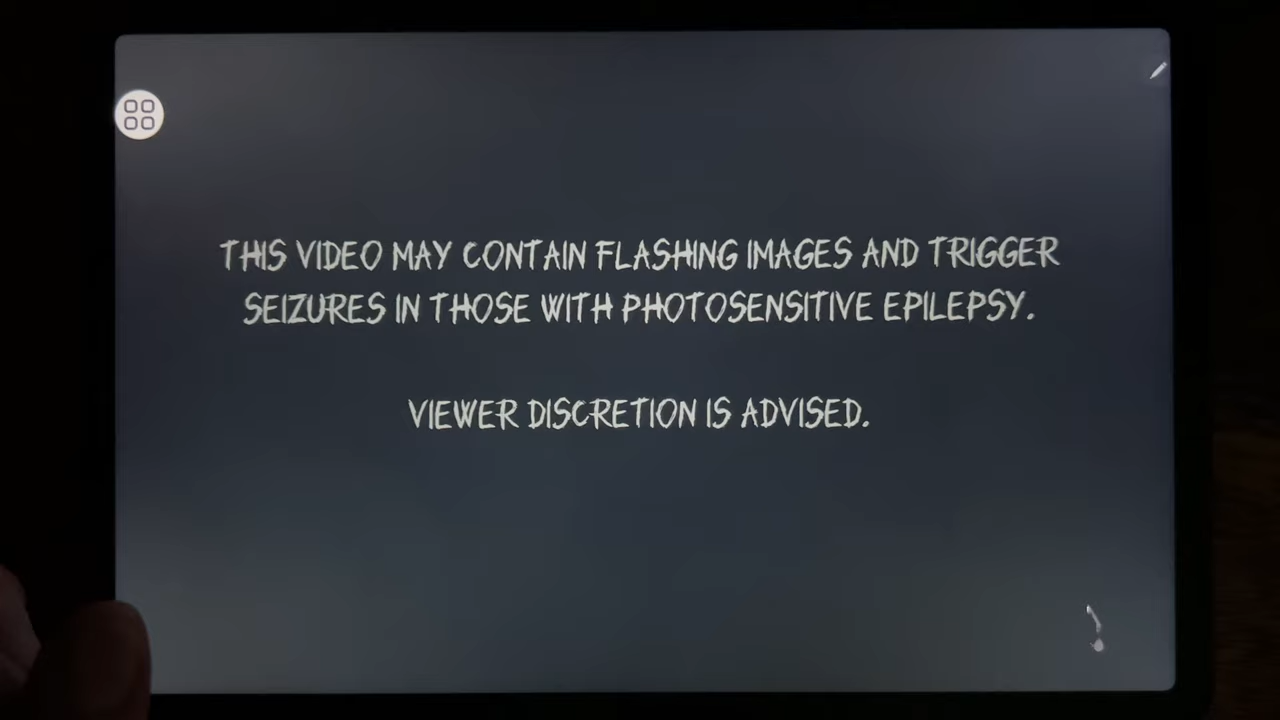 THIS VIDEO MAY CONTAIN FLASHING IMAGES AND TRIGGER
SEIZURES IN THOSE WITH PHOTOSENSITIVE EPILEPSY.
VIEWER DISCRETION IS ADVISED.